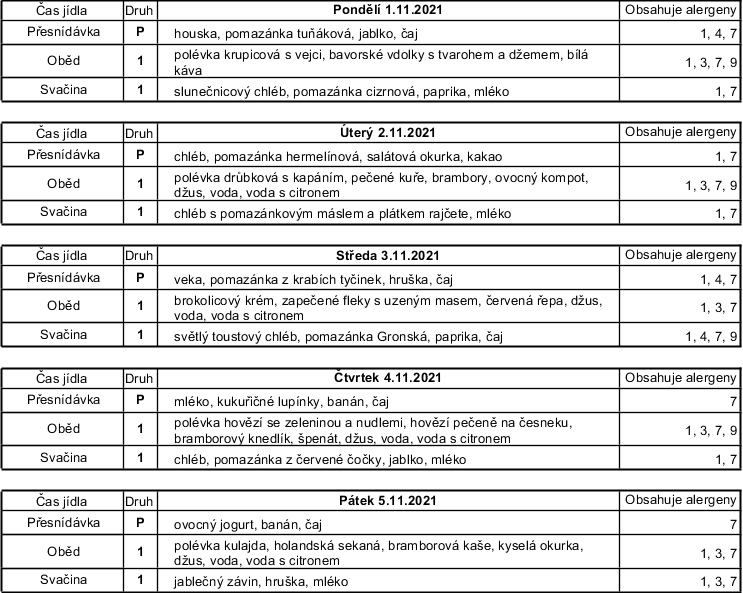 Čas jídla Druh Pondělí 1.11.2021 Obsahuje alergeny
Přesnídávka P houska, pomazánka tuňáková, jablko, čaj 1, 4, 7
Oběd 1 polévka krupicová s vejci, bavorské vdolky s tvarohem a džemem, bílá káva 1, 3, 7, 9
Svačina 1 slunečnicový chléb, pomazánka cizrnová, paprika, mléko 1, 7
Čas jídla Druh Úterý 2.11.2021 Obsahuje alergeny
Přesnídávka P chléb, pomazánka hermelínová, salátová okurka, kakao 1, 7
Oběd 1 polévka drůbková s kapáním, pečené kuře, brambory, ovocný kompot, džus, voda, voda s citronem 1, 3, 7, 9
Svačina 1 chléb s pomazánkovým máslem a plátkem rajčete, mléko 1, 7
Čas jídla Druh Středa 3.11.2021 Obsahuje alergeny
Přesnídávka P veka, pomazánka z krabích tyčinek, hruška, čaj 1, 4, 7
Oběd 1 brokolicový krém, zapečené fleky s uzeným masem, červená řepa, džus, voda, voda s citronem 1, 3, 7
Svačina 1 světlý toustový chléb, pomazánka Gronská, paprika, čaj 1, 4, 7, 9
Čas jídla Druh Čtvrtek 4.11.2021 Obsahuje alergeny
Přesnídávka P mléko, kukuřičné lupínky, banán, čaj 7
Oběd 1 polévka hovězí se zeleninou a nudlemi, hovězí pečeně na česneku, bramborový knedlík, špenát, džus, voda, voda s citronem 1, 3, 7, 9
Svačina 1 chléb, pomazánka z červené čočky, jablko, mléko 1, 7
Čas jídla Druh Pátek 5.11.2021 Obsahuje alergeny
Přesnídávka P ovocný jogurt, banán, čaj 7
Oběd 1 polévka kulajda, holandská sekaná, bramborová kaše, kyselá okurka, džus, voda, voda s citronem 1, 3, 7
Svačina 1 jablečný závin, hruška, mléko 1, 3, 7